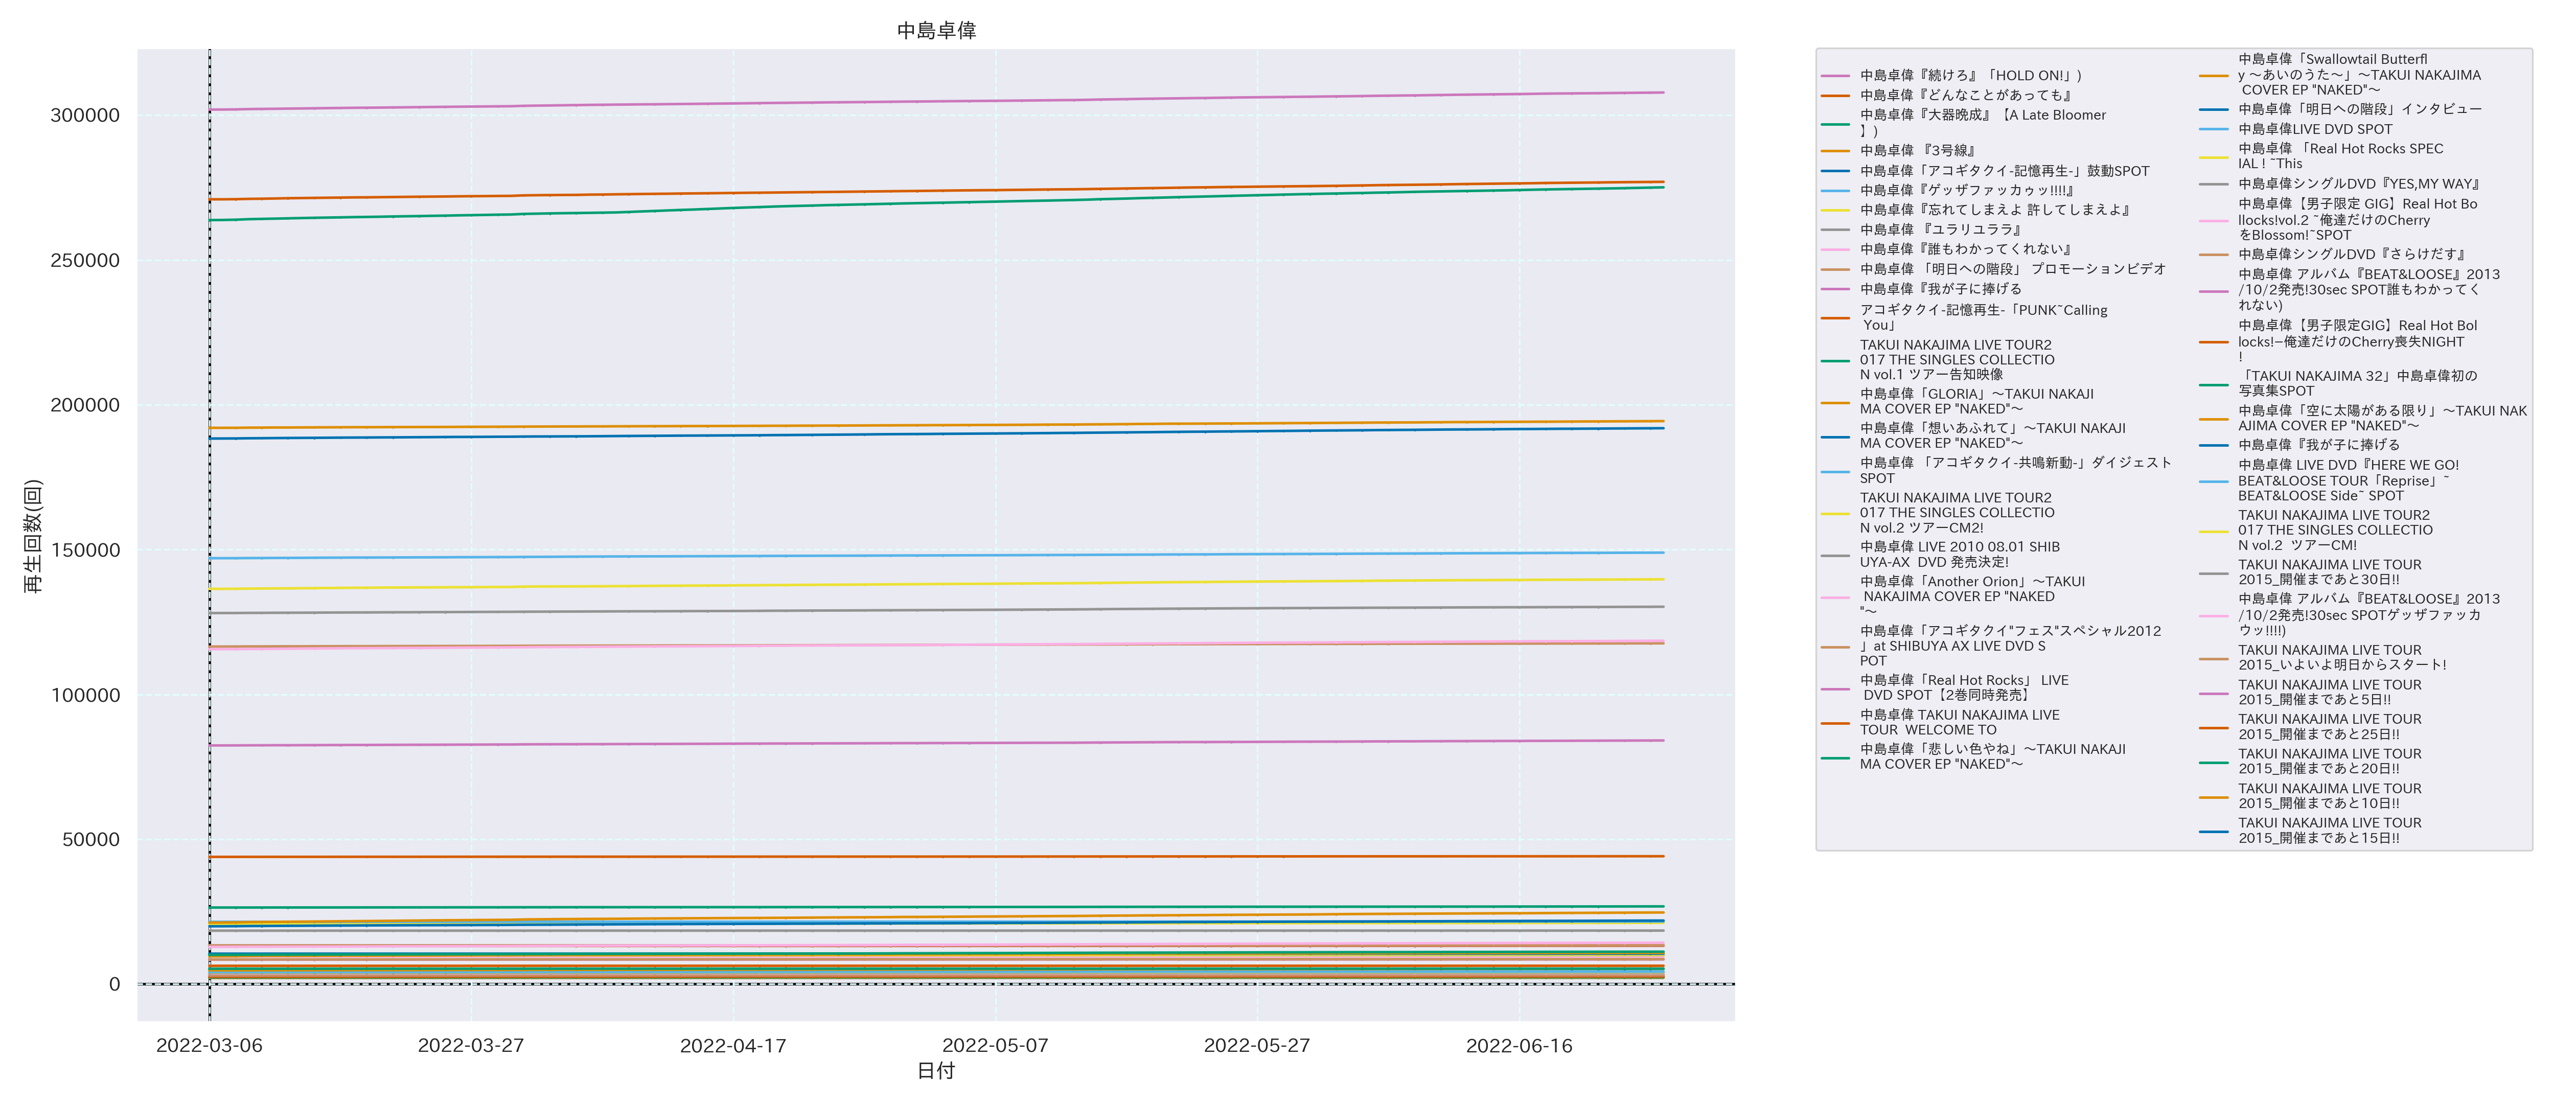 中島卓偉
300000
250000
200000
150000
100000
50000
0
再生回数(回)
2022-03-06
2022-03-27
2022-04-17
2022-05-07
2022-05-27
2022-06-16
日付
中島卓偉『続けろ』「HOLD ON!」)
中島卓偉『どんなことがあっても』
中島卓偉『大器晩成』【A Late Bloomer
】)
中島卓偉 『3号線』
中島卓偉「アコギタクイ-記憶再生-」鼓動SPOT
中島卓偉『ゲッザファッカゥッ!!!!』
中島卓偉『忘れてしまえよ 許してしまえよ』
中島卓偉 『ユラリユララ』
中島卓偉『誰もわかってくれない』
中島卓偉 「明日への階段」 プロモーションビデオ
中島卓偉『我が子に捧げる
アコギタクイ-記憶再生-「PUNK~Calling
You」
TAKUI NAKAJIMA LIVE TOUR2
017 THE SINGLES COLLECTIO
N vol.1 ツアー告知映像
中島卓偉「GLORIA」～TAKUI NAKAJI
MA COVER EP "NAKED"～
中島卓偉「想いあふれて」～TAKUI NAKAJI
MA COVER EP "NAKED"～
中島卓偉 「アコギタクイ-共鳴新動-」ダイジェスト
SPOT
TAKUI NAKAJIMA LIVE TOUR2
017 THE SINGLES COLLECTIO
N vol.2 ツアーCM2!
中島卓偉 LIVE 2010 08.01 SHIB
UYA-AX  DVD 発売決定!
中島卓偉「Another Orion」～TAKUI
NAKAJIMA COVER EP "NAKED
"～
中島卓偉「アコギタクイ"フェス"スペシャル2012
」at SHIBUYA AX LIVE DVD S
POT
中島卓偉「Real Hot Rocks」 LIVE
DVD SPOT【2巻同時発売】
中島卓偉 TAKUI NAKAJIMA LIVE
TOUR  WELCOME TO
中島卓偉「悲しい色やね」～TAKUI NAKAJI
MA COVER EP "NAKED"～
中島卓偉「Swallowtail Butterfl
y ～あいのうた～」～TAKUI NAKAJIMA
COVER EP "NAKED"～
中島卓偉「明日への階段」インタビュー
中島卓偉LIVE DVD SPOT
中島卓偉 「Real Hot Rocks SPEC
IAL ! ~This
中島卓偉シングルDVD『YES,MY WAY』
中島卓偉【男子限定 GIG】Real Hot Bo
llocks!vol.2 ~俺達だけのCherry
をBlossom!~SPOT
中島卓偉シングルDVD『さらけだす』
中島卓偉 アルバム『BEAT&LOOSE』2013
/10/2発売!30sec SPOT誰もわかってく
れない)
中島卓偉【男子限定GIG】Real Hot Bol
locks!−俺達だけのCherry喪失NIGHT
!
「TAKUI NAKAJIMA 32」中島卓偉初の
写真集SPOT
中島卓偉「空に太陽がある限り」～TAKUI NAK
AJIMA COVER EP "NAKED"～
中島卓偉『我が子に捧げる
中島卓偉 LIVE DVD『HERE WE GO!
BEAT&LOOSE TOUR「Reprise」~
BEAT&LOOSE Side~ SPOT
TAKUI NAKAJIMA LIVE TOUR2
017 THE SINGLES COLLECTIO
N vol.2  ツアーCM!
TAKUI NAKAJIMA LIVE TOUR
2015_開催まであと30日!!
中島卓偉 アルバム『BEAT&LOOSE』2013
/10/2発売!30sec SPOTゲッザファッカ
ウッ!!!!)
TAKUI NAKAJIMA LIVE TOUR
2015_いよいよ明日からスタート!
TAKUI NAKAJIMA LIVE TOUR
2015_開催まであと5日!!
TAKUI NAKAJIMA LIVE TOUR
2015_開催まであと25日!!
TAKUI NAKAJIMA LIVE TOUR
2015_開催まであと20日!!
TAKUI NAKAJIMA LIVE TOUR
2015_開催まであと10日!!
TAKUI NAKAJIMA LIVE TOUR
2015_開催まであと15日!!